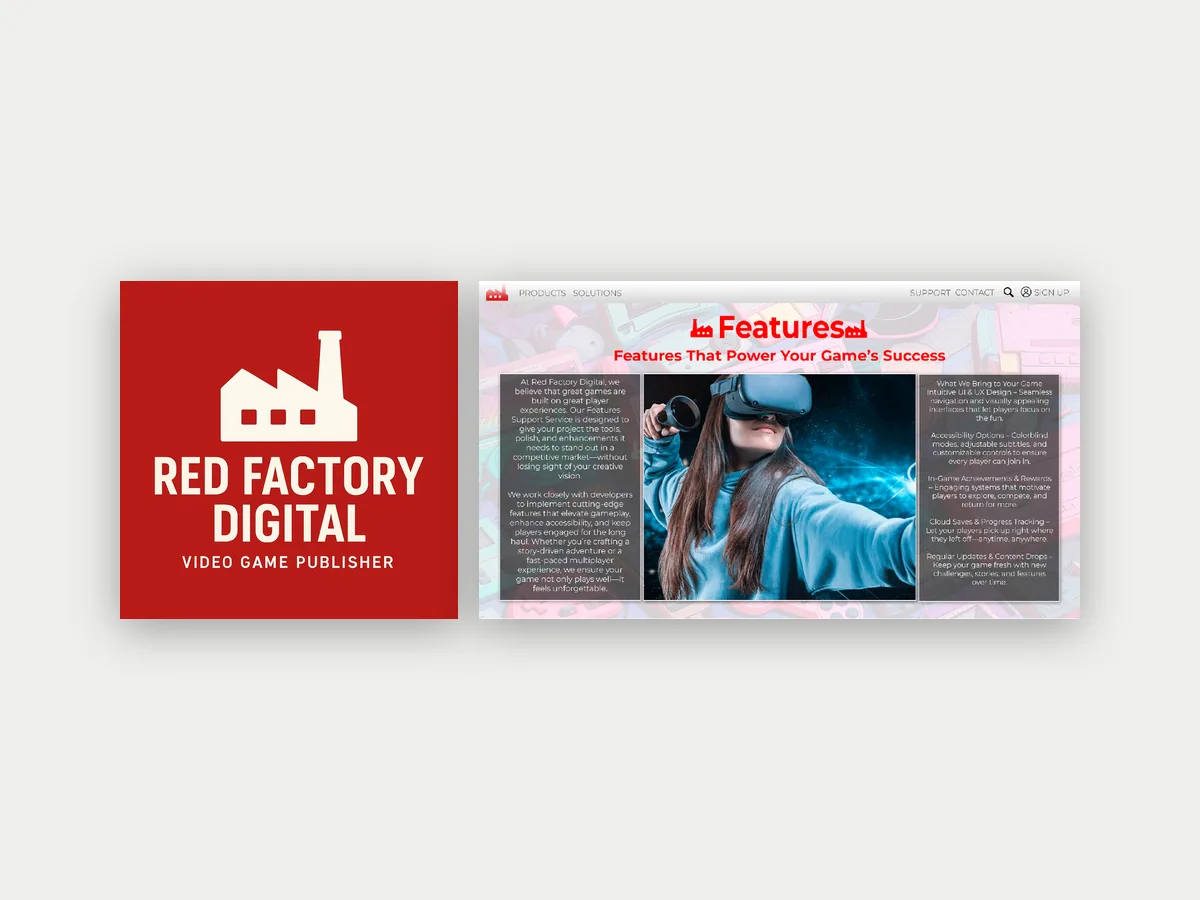 RED FACTORY
DIGITAL
VIDEO GAME PUBLISHER
PRODUCTS SOLUTIONS
SUPPORT CONTACT SIGN UP
Features
Features That Power Your Game's Success
At Red Factory Digital, we
believe that great games are
built on great player
experiences. Our Features
Support Service is designed to
give your project the tools,
polish, and enhancements it
needs to stand out in a
competitive market—without
losing sight of your creative
vision.
We work closely with developers
to implement cutting-edge
features that elevate gameplay,
enhance accessibility, and keep
players engaged for the long
haul. Whether you're crafting a
story-driven adventure or a
fast-paced multiplayer
experience, we ensure your
game not only plays well—it
feels unforgettable.
What We Bring to Your Game
Intuitive UI & UX Design – Seamless
navigation and visually appealing
interfaces that let players focus on
the fun.
Accessibility Options – Colorblind
modes, adjustable subtitles, and
customizable controls to ensure
every player can join in.
In-Game Achievements & Rewards
– Engaging systems that motivate
players to explore, compete, and
return for more.
Cloud Saves & Progress Tracking –
Let your players pick up right where
they left off—anytime, anywhere.
Regular Updates & Content Drops –
Keep your game fresh with new
challenges, stories, and features
over time.